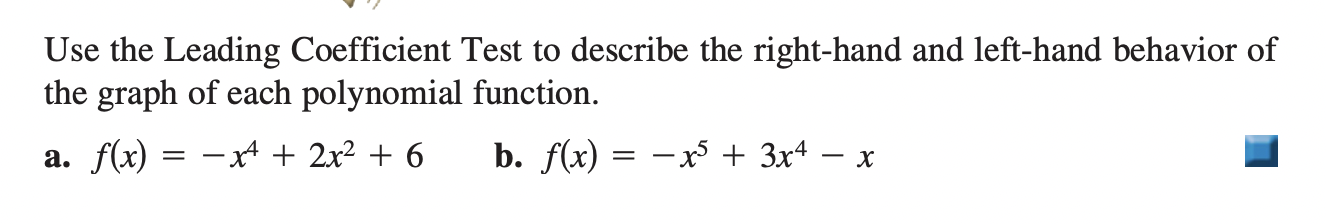 Use the Leading Coefficient Test to describe the right-hand and left-hand behavior of
the graph of each polynomial function.
a. f(x) = −x⁴ + 2x² + 6 b. f(x) = −x⁵ + 3x⁴ − x